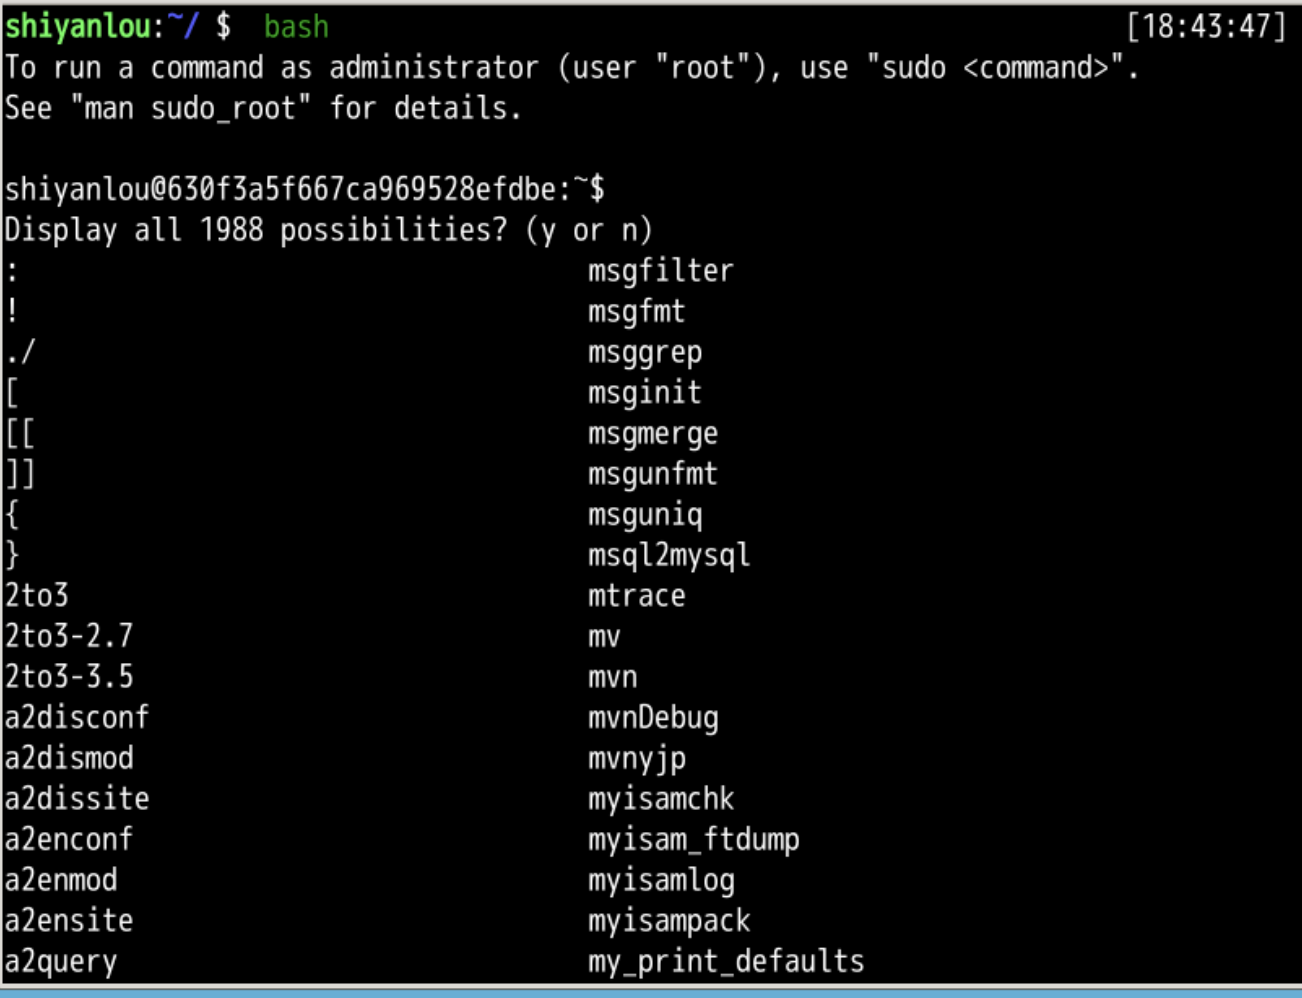 shiyanlou:~/ $  bash                                                  [18:43:47]
To run a command as administrator (user "root"), use "sudo <command>".
See "man sudo_root" for details.

shiyanlou@630f3a5f667ca969528efdbe:~$
Display all 1988 possibilities? (y or n)
:                                   msgfilter
!                                   msgfmt
./                                  msggrep
[                                   msginit
[[                                  msgmerge
]]                                  msgunfmt
{                                   msguniq
}                                   msql2mysql
2to3                                mtrace
2to3-2.7                            mv
2to3-3.5                            mvn
a2disconf                           mvnDebug
a2dismod                            mvnyjp
a2dissite                           myisamchk
a2enconf                            myisam_ftdump
a2enmod                             myisamlog
a2ensite                            myisampack
a2query                             my_print_defaults